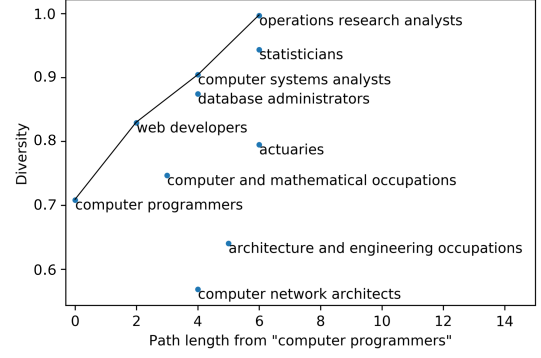 1.0
operations research analysts
statisticians
0.9
computer systems analysts
database administrators
web developers
0.8
actuaries
computer and mathematical occupations
0.7
computer programmers
architecture and engineering occupations
0.6
computer network architects
Diversity
0 2 4 6 8 10 12 14
Path length from "computer programmers"